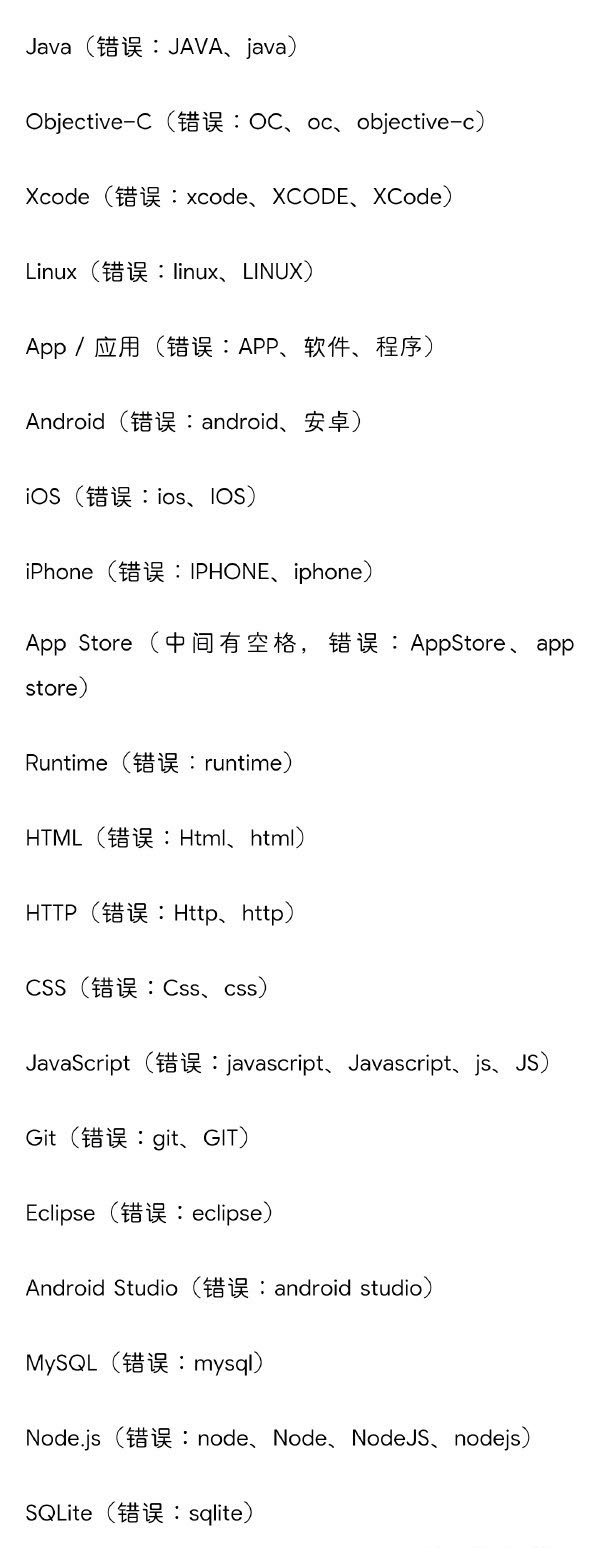 Java（错误：JAVA、java）
Objective-C（错误：OC、oc、objective-c）
Xcode（错误：xcode、XCODE、XCode）
Linux（错误：linux、LINUX）
App / 应用（错误：APP、软件、程序）
Android（错误：android、安卓）
iOS（错误：ios、IOS）
iPhone（错误：IPHONE、iphone）
App Store（中间有空格，错误：AppStore、app
store）
Runtime（错误：runtime）
HTML（错误：Html、html）
HTTP（错误：Http、http）
CSS（错误：Css、css）
JavaScript（错误：javascript、Javascript、js、JS）
Git（错误：git、GIT）
Eclipse（错误：eclipse）
Android Studio（错误：android studio）
MySQL（错误：mysql）
Node.js（错误：node、Node、NodeJS、nodejs）
SQLite（错误：sqlite）